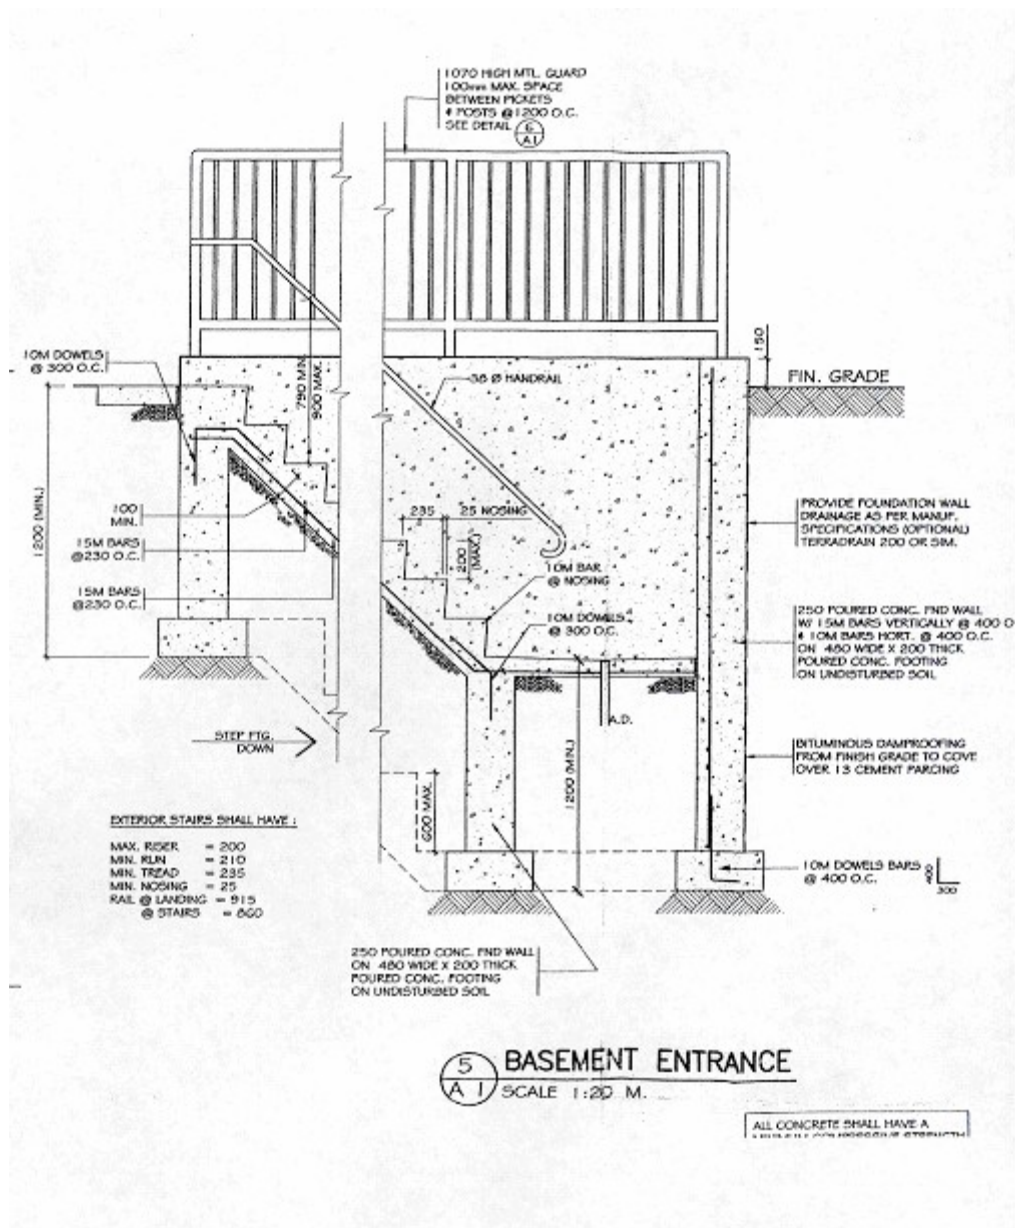 1070 HIGH MTL. GUARD
100mm MAX. SPACE
BETWEEN PICKETS
& POSTS @1200 O.C.
SEE DETAIL 6
A1
10M DOWELS
@ 300 O.C.
790 MIN.
900 MAX.
38 Ø HANDRAIL
150
FIN. GRADE
1200 (MIN.)
100
MIN.
15M BARS
@230 O.C.
15M BARS
@230 O.C.
235
25 NOSING
200
(MAX.)
10M BAR
@ NOSING
10M DOWELS
@ 300 O.C.
PROVIDE FOUNDATION WALL
DRAINAGE AS PER MANUF.
SPECIFICATIONS (OPTIONAL)
TERRADRAIN 200 OR SIM.
250 POURED CONC. FND WALL
W/ 15M BARS VERTICALLY @ 400 O
& 10M BARS HORT. @ 400 O.C.
ON 480 WIDE X 200 THICK
POURED CONC. FOOTING
ON UNDISTURBED SOIL
A.D.
STEP FTG.
DOWN
1200 (MIN.)
600 MAX.
BITUMINOUS DAMPROOFING
FROM FINISH GRADE TO COVE
OVER 13 CEMENT PARGING
EXTERIOR STAIRS SHALL HAVE :
MAX. RISER = 200
MIN. RUN = 210
MIN. TREAD = 235
MIN. NOSING = 25
RAIL @ LANDING = 915
@ STAIRS = 860
10M DOWELS BARS
@ 400 O.C.
400
300
250 POURED CONC. FND WALL
ON 480 WIDE X 200 THICK
POURED CONC. FOOTING
ON UNDISTURBED SOIL
5
A1
BASEMENT ENTRANCE
SCALE 1:20 M.
ALL CONCRETE SHALL HAVE A